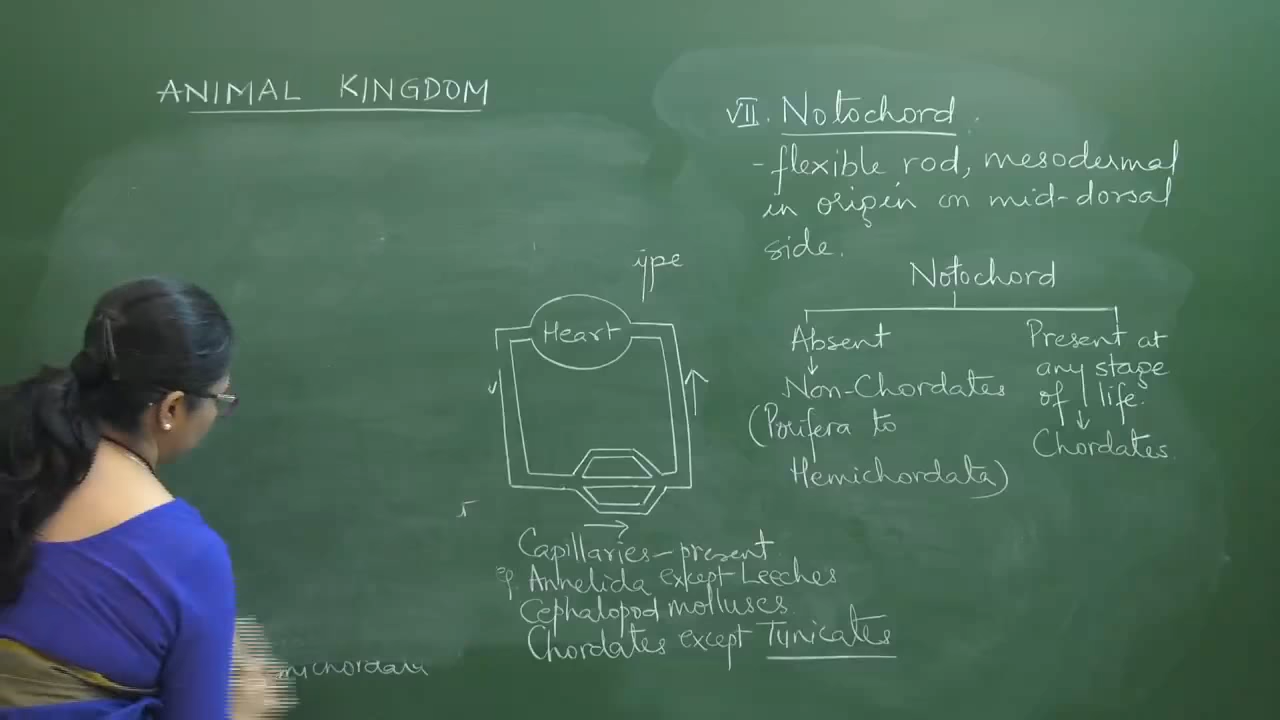 ANIMAL KINGDOM
ype
Heart
Capillaries – present
eg. Annelida except Leeches
Cephalopod molluscs
Chordates except Tunicates
michordata
VII. Notochord
- flexible rod, mesodermal
in origin on mid-dorsal
side.
Notochord
Absent
Non-Chordates
(Porifera to
Hemichordata)
Present at
any stage
of life.
Chordates.